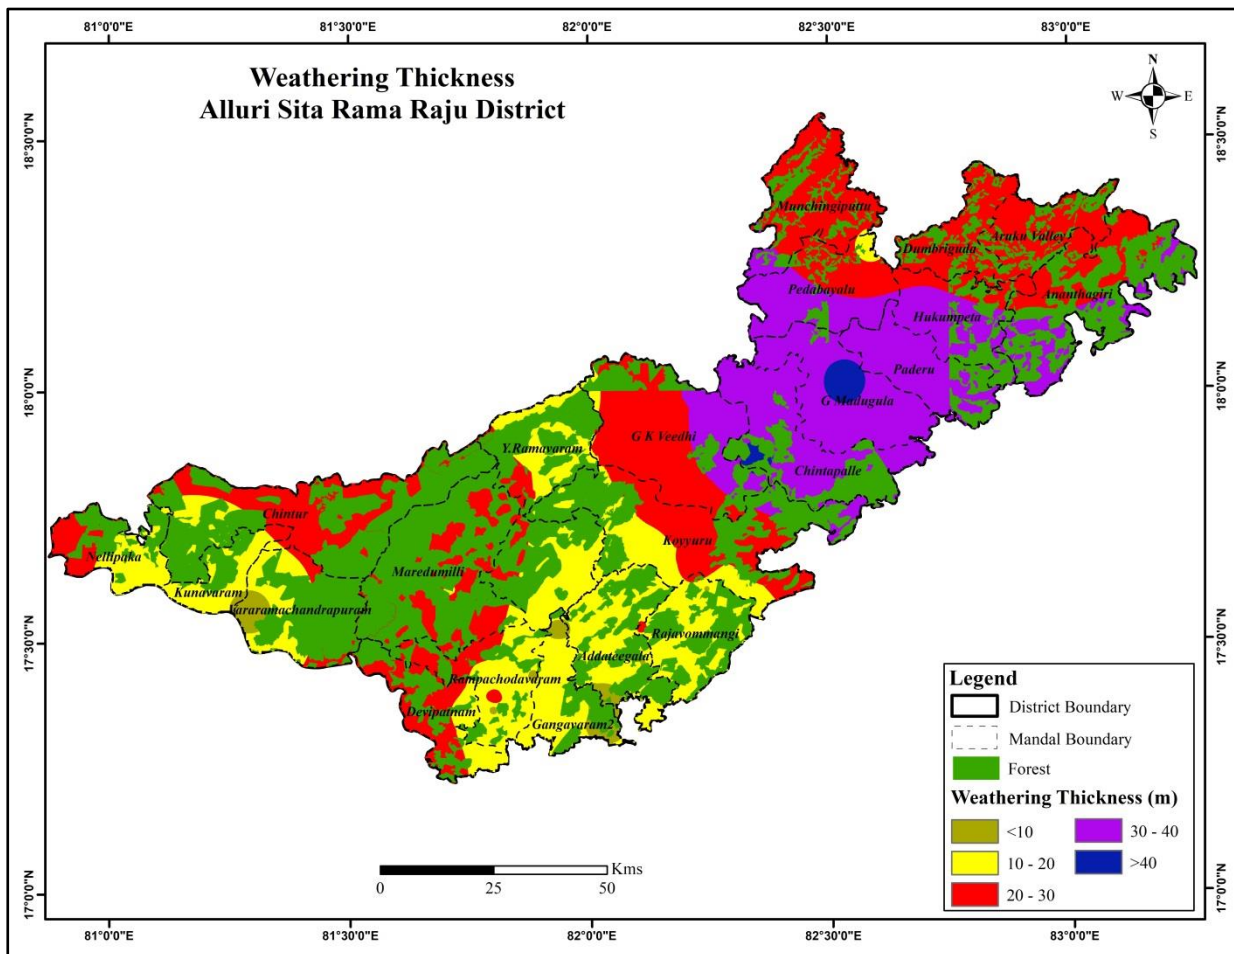 81°0'0"E 81°30'0"E 82°0'0"E 82°30'0"E 83°0'0"E
Weathering Thickness
Alluri Sita Rama Raju District
N
W E
S
18°30'0"N 18°30'0"N
Munchingiputtu
Dumbriguda
Araku Valley
Pedabayalu
Ananthagiri
Hukumpeta
Paderu
18°0'0"N 18°0'0"N
G Madugula
G K Veedhi
Y.Ramavaram
Chintapalle
Chintur
Koyyuru
Nellipaka
Maredumilli
Kunavaram
Vararamachandrapuram
17°30'0"N 17°30'0"N
Rajavommangi
Addateegala
Rampachodavaram
Devipatnam
Gangavaram2
Legend
District Boundary
Mandal Boundary
Forest
Weathering Thickness (m)
<10 30 - 40
10 - 20 >40
20 - 30
Kms
0 25 50
17°0'0"N 17°0'0"N
81°0'0"E 81°30'0"E 82°0'0"E 82°30'0"E 83°0'0"E